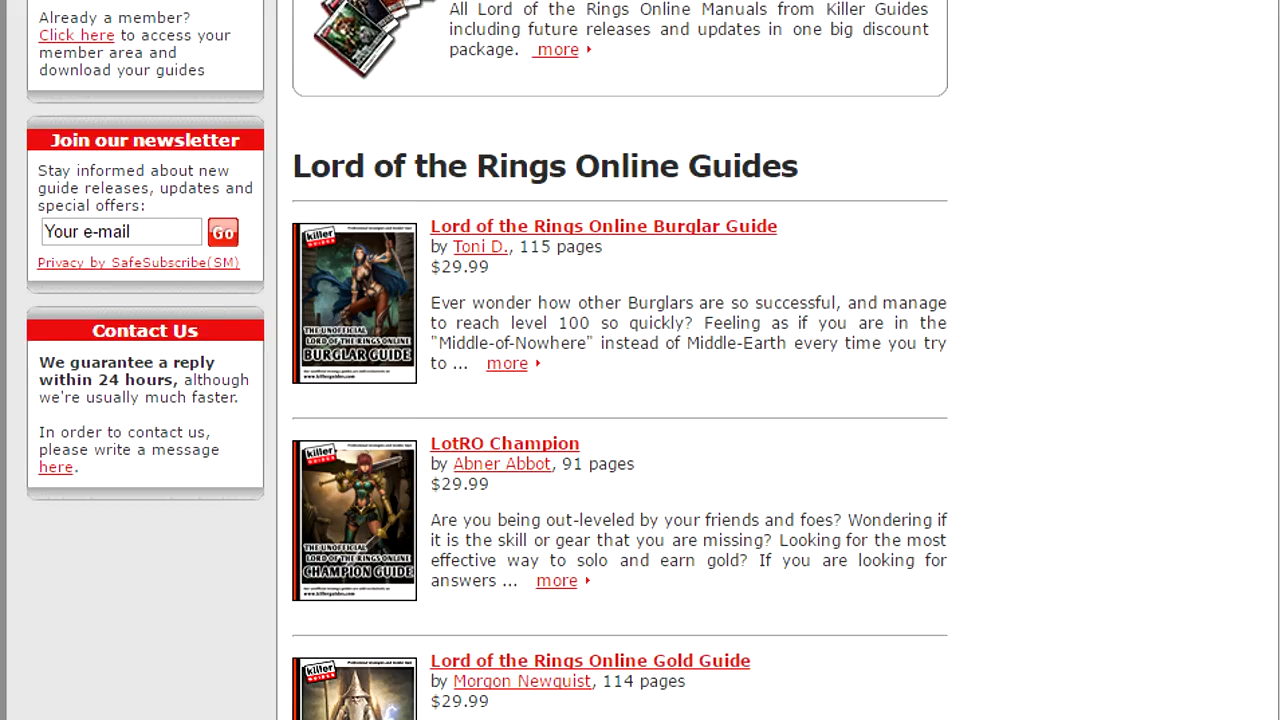 Already a member?
Click here to access your
member area and
download your guides
Join our newsletter
Stay informed about new
guide releases, updates and
special offers:
Your e-mail Go
Privacy by SafeSubscribe(SM)
Contact Us
We guarantee a reply
within 24 hours, although
we're usually much faster.
In order to contact us,
please write a message
here.
All Lord of the Rings Online Manuals from Killer Guides
including future releases and updates in one big discount
package. more
Lord of the Rings Online Guides
killer
GUIDES
THE UNOFFICIAL
LORD OF THE RINGS ONLINE
BURGLAR GUIDE
www.killerguides.com
Lord of the Rings Online Burglar Guide
by Toni D., 115 pages
$29.99
Ever wonder how other Burglars are so successful, and manage
to reach level 100 so quickly? Feeling as if you are in the
"Middle-of-Nowhere" instead of Middle-Earth every time you try
to ... more
killer
GUIDES
THE UNOFFICIAL
LORD OF THE RINGS ONLINE
CHAMPION GUIDE
www.killerguides.com
LotRO Champion
by Abner Abbot, 91 pages
$29.99
Are you being out-leveled by your friends and foes? Wondering if
it is the skill or gear that you are missing? Looking for the most
effective way to solo and earn gold? If you are looking for
answers ... more
killer
GUIDES
Lord of the Rings Online Gold Guide
by Morgon Newquist, 114 pages
$29.99